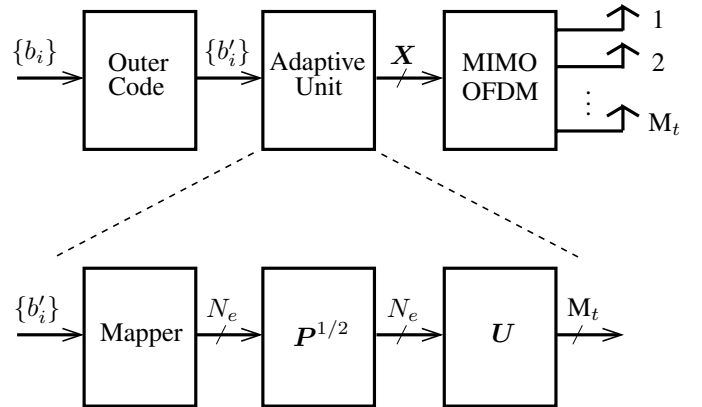 {b_i}
Outer
Code
{b'_i}
Adaptive
Unit
X
MIMO
OFDM
1
2
⋮
M_t
{b'_i}
Mapper
N_e
P^{1/2}
N_e
U
M_t